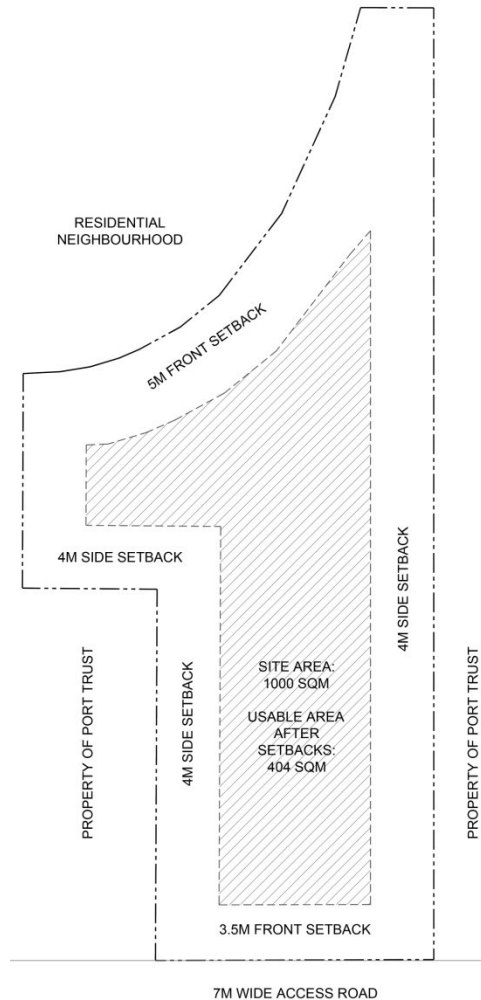 RESIDENTIAL
NEIGHBOURHOOD
5M FRONT SETBACK
4M SIDE SETBACK
4M SIDE SETBACK
PROPERTY OF PORT TRUST
4M SIDE SETBACK
SITE AREA:
1000 SQM
USABLE AREA
AFTER
SETBACKS:
404 SQM
PROPERTY OF PORT TRUST
3.5M FRONT SETBACK
7M WIDE ACCESS ROAD